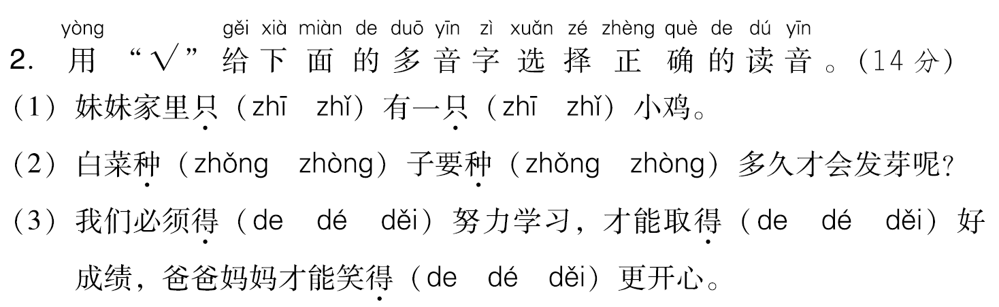 yòng gěi xià miàn de duō yīn zì xuǎn zé zhèng què de dú yīn
2. 用“√”给下面的多音字选择正确的读音。(14 分)
(1) 妹妹家里只(zhī zhǐ)有一只(zhī zhǐ)小鸡。
(2) 白菜种(zhǒng zhòng)子要种(zhǒng zhòng)多久才会发芽呢?
(3) 我们必须得(de dé děi)努力学习,才能取得(de dé děi)好
成绩,爸爸妈妈才能笑得(de dé děi)更开心。